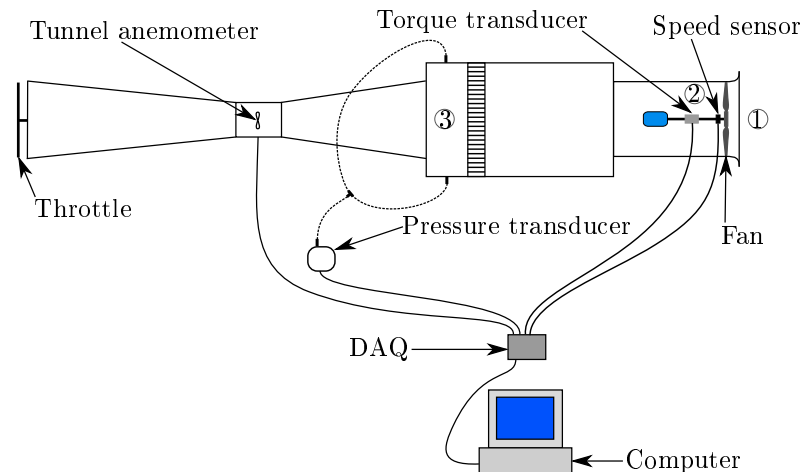 Torque transducer
Speed sensor
Tunnel anemometer
②
③
①
Throttle
Pressure transducer
Fan
DAQ
Computer